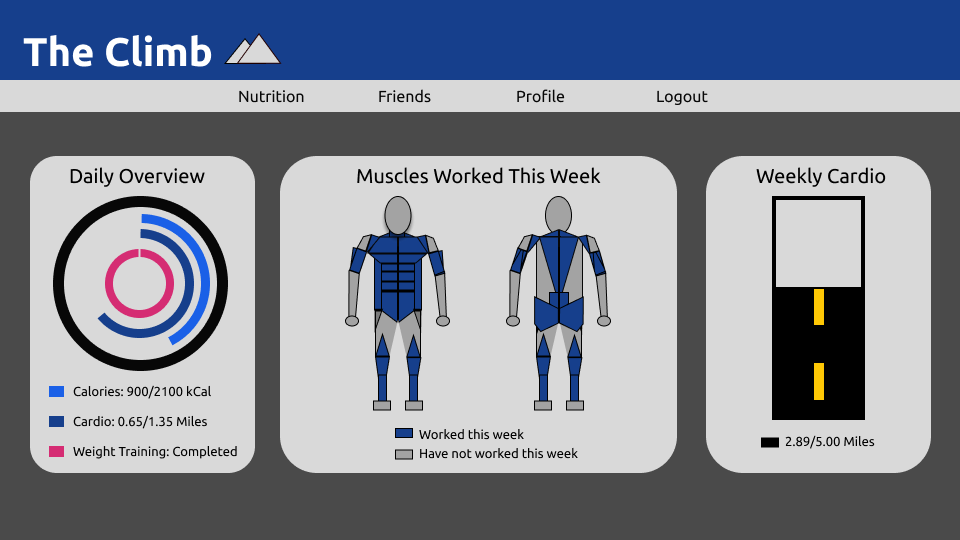 The Climb
Nutrition
Friends
Profile
Logout
Daily Overview
Calories: 900/2100 kCal
Cardio: 0.65/1.35 Miles
Weight Training: Completed
Muscles Worked This Week
Worked this week
Have not worked this week
Weekly Cardio
2.89/5.00 Miles